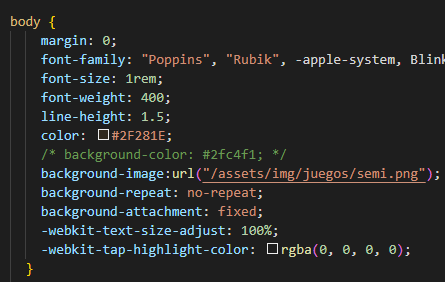 body {
margin: 0;
font-family: "Poppins", "Rubik", -apple-system, Blink
font-size: 1rem;
font-weight: 400;
line-height: 1.5;
color: #2F281E;
/* background-color: #2fc4f1; */
background-image:url("/assets/img/juegos/semi.png");
background-repeat: no-repeat;
background-attachment: fixed;
-webkit-text-size-adjust: 100%;
-webkit-tap-highlight-color: rgba(0, 0, 0, 0);
}